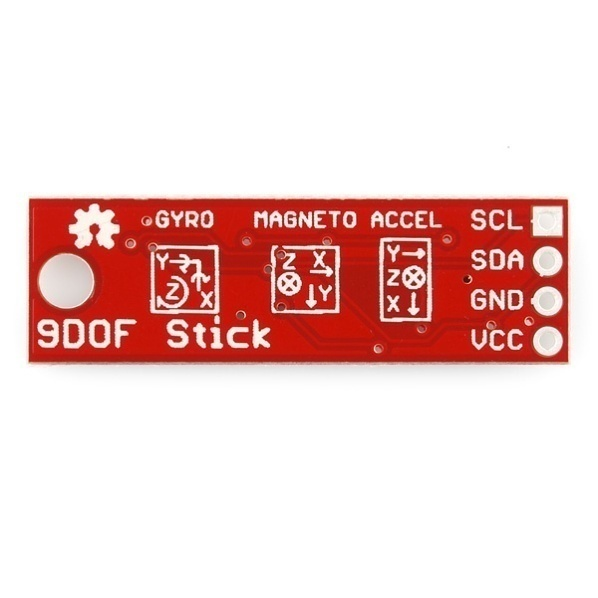 GYRO MAGNETO ACCEL SCL
SDA
GND
VCC
Y
Z X
Z X
Y
Y
Z
X
9DOF Stick